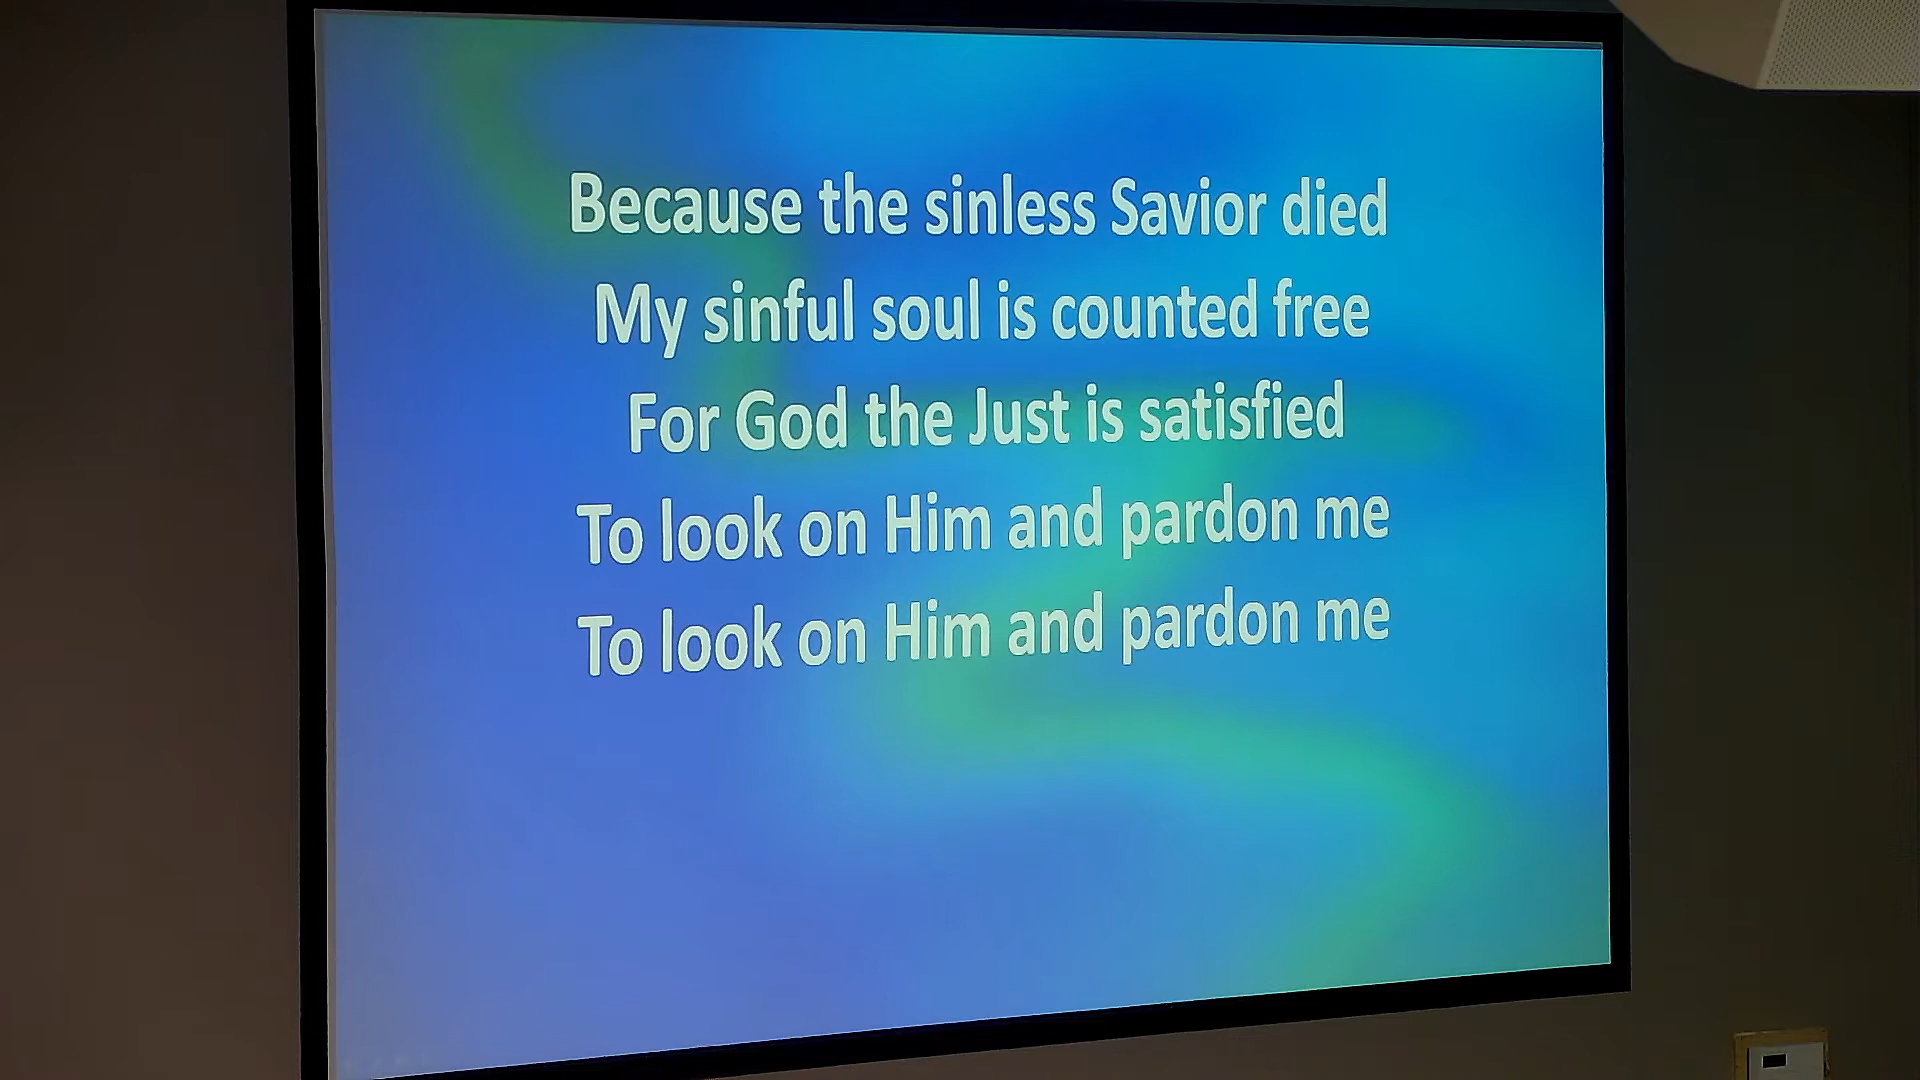 Because the sinless Savior died
My sinful soul is counted free
For God the Just is satisfied
To look on Him and pardon me
To look on Him and pardon me